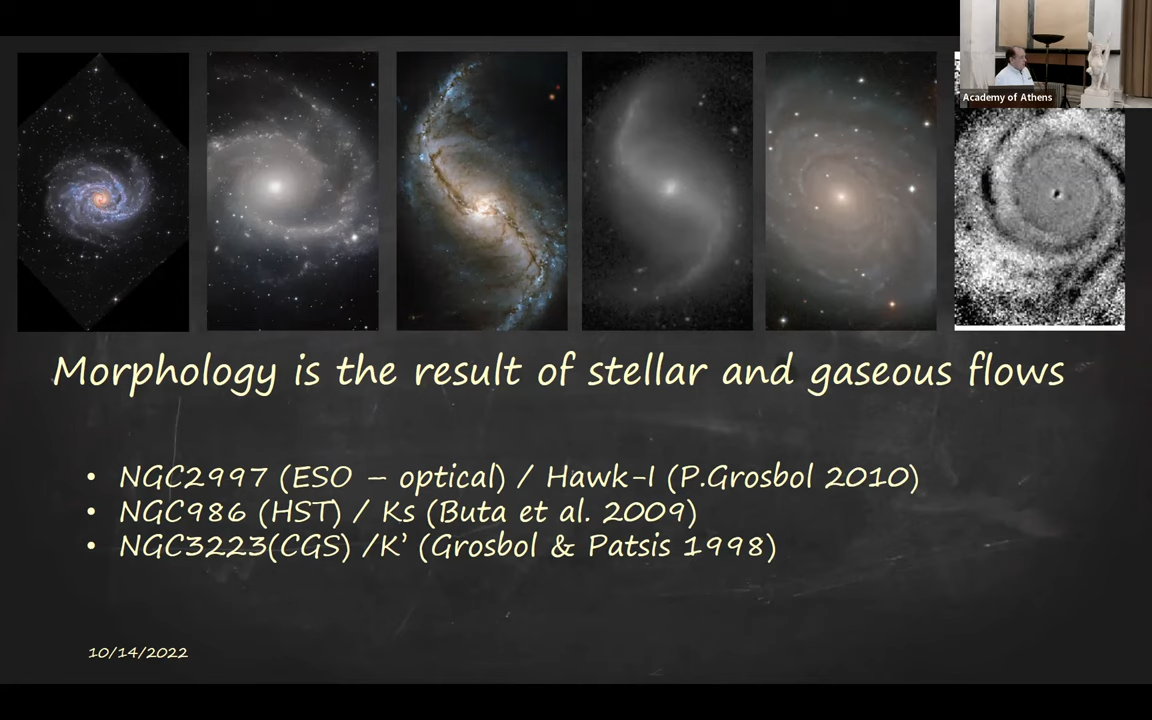 Academy of Athens
Morphology is the result of stellar and gaseous flows
• NGC2997 (ESO – optical) / Hawk-I (P.Grosbol 2010)
• NGC986 (HST) / Ks (Buta et al. 2009)
• NGC3223(CGS) /K’ (Grosbol & Patsis 1998)
10/14/2022